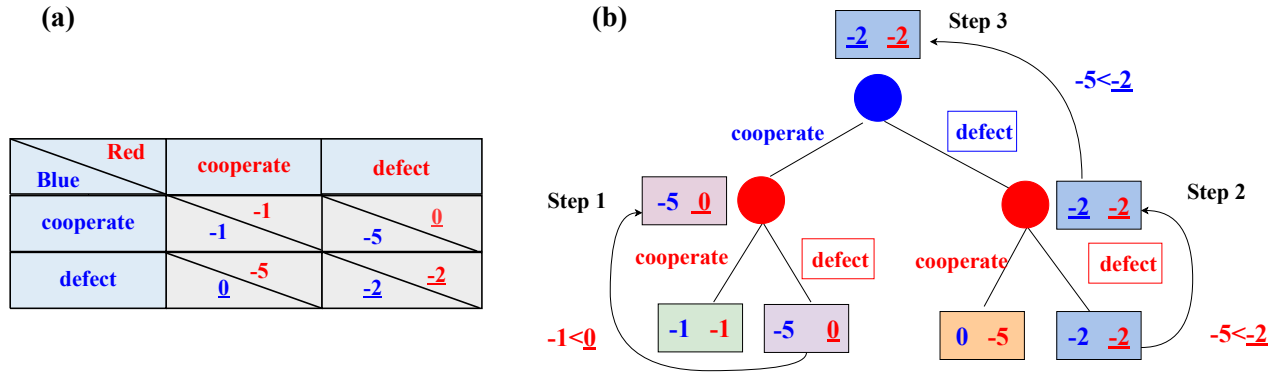 (a)
Red
Blue
cooperate
defect
cooperate
-1
-1
0
-5
defect
-5
0
-2
-2
(b)
-2 -2
Step 3
-5<-2
cooperate
defect
Step 1
-5 0
-2 -2
Step 2
cooperate
defect
cooperate
defect
-1 -1
-5 0
0 -5
-2 -2
-1<0
-5<-2